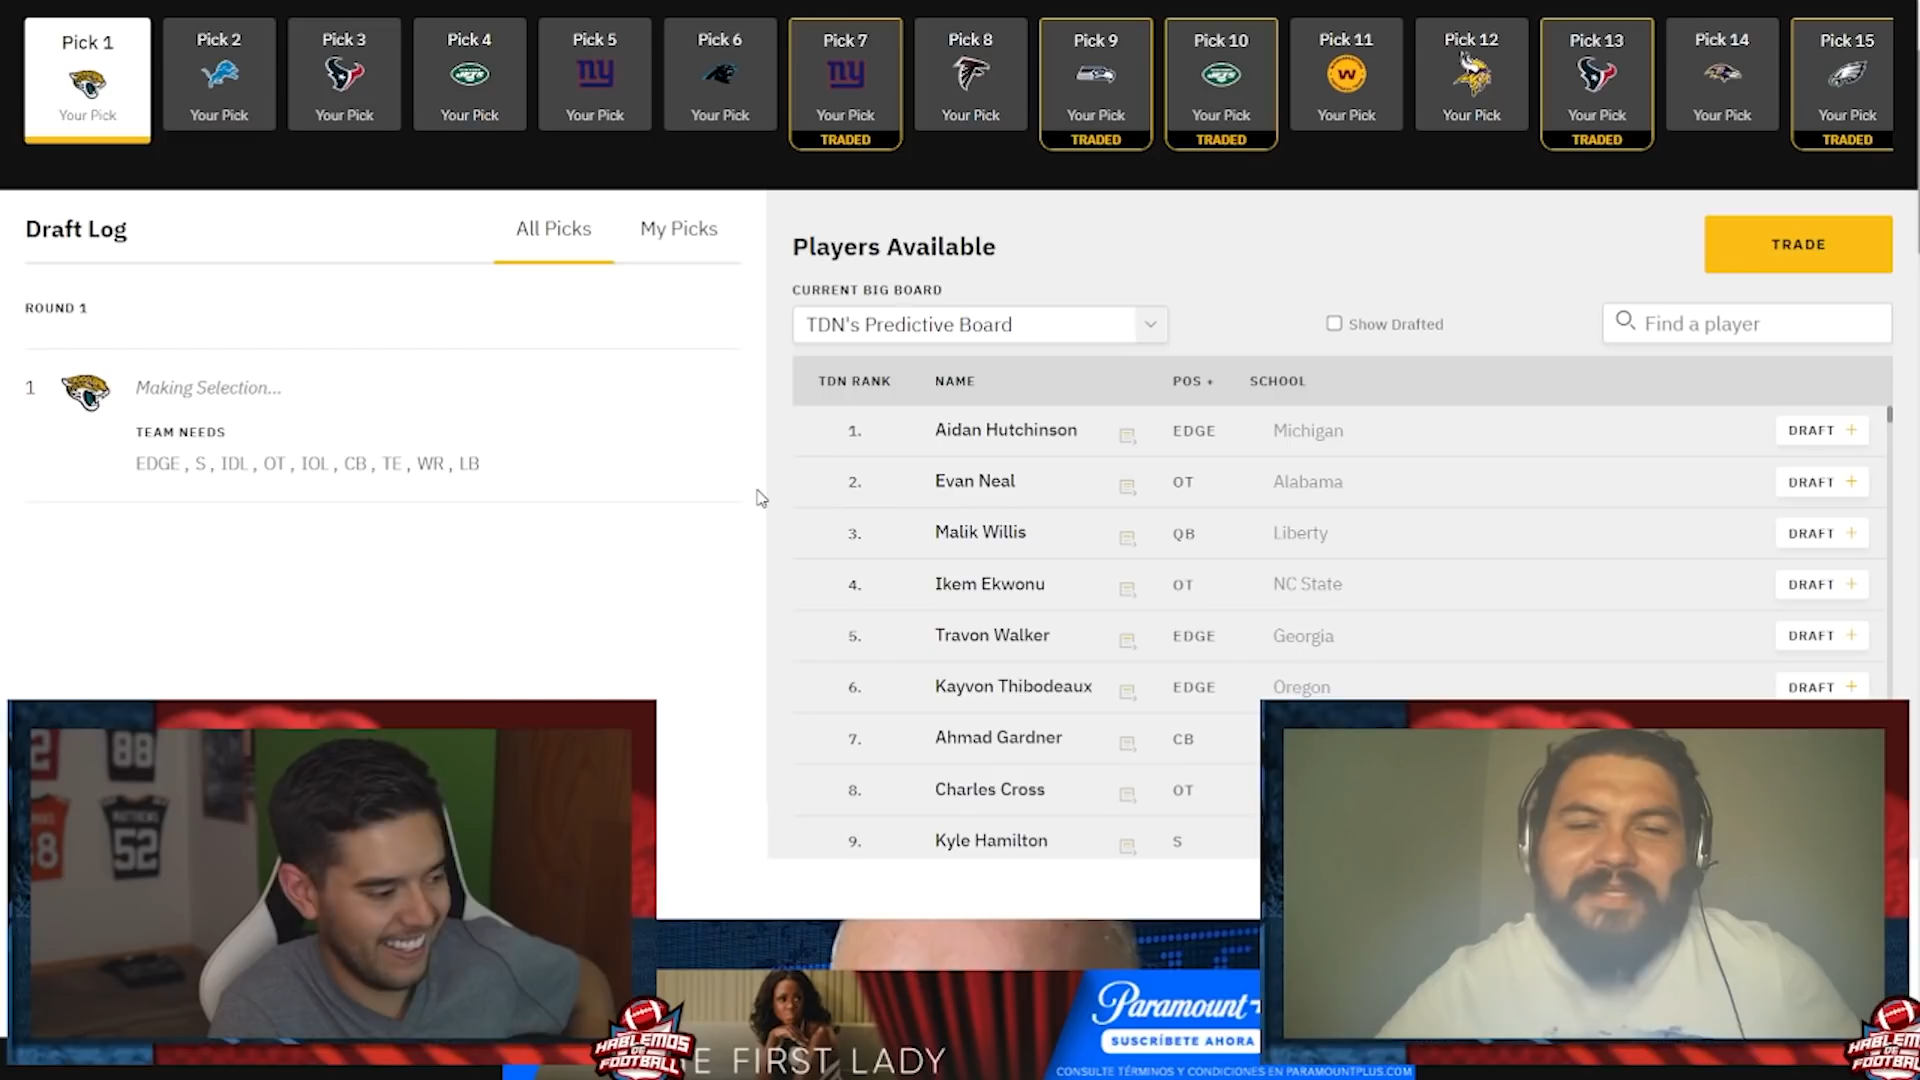 Pick 1 Pick 2 Pick 3 Pick 4 Pick 5 Pick 6 Pick 7 Pick 8 Pick 9 Pick 10 Pick 11 Pick 12 Pick 13 Pick 14 Pick 15
JETS ny ny JETS W
Your Pick Your Pick Your Pick Your Pick Your Pick Your Pick Your Pick Your Pick Your Pick Your Pick Your Pick Your Pick Your Pick Your Pick Your Pick
TRADED TRADED TRADED TRADED TRADED
Draft Log All Picks My Picks
ROUND 1
1 Making Selection...
TEAM NEEDS
EDGE , S , IDL , OT , IOL , CB , TE , WR , LB
Players Available
TRADE
CURRENT BIG BOARD
TDN's Predictive Board Show Drafted Find a player
TDN RANK NAME POS SCHOOL
1. Aidan Hutchinson EDGE Michigan DRAFT +
2. Evan Neal OT Alabama DRAFT +
3. Malik Willis QB Liberty DRAFT +
4. Ikem Ekwonu OT NC State DRAFT +
5. Travon Walker EDGE Georgia DRAFT +
6. Kayvon Thibodeaux EDGE Oregon DRAFT +
7. Ahmad Gardner CB
8. Charles Cross OT
9. Kyle Hamilton S
2 88
8 52
HABLEMOS
DE
FOOTBALL
E FIRST LADY
Paramount+
SUSCRÍBETE AHORA
CONSULTE TÉRMINOS Y CONDICIONES EN PARAMOUNTPLUS.COM
HABLEM
DE
FOOTBAL